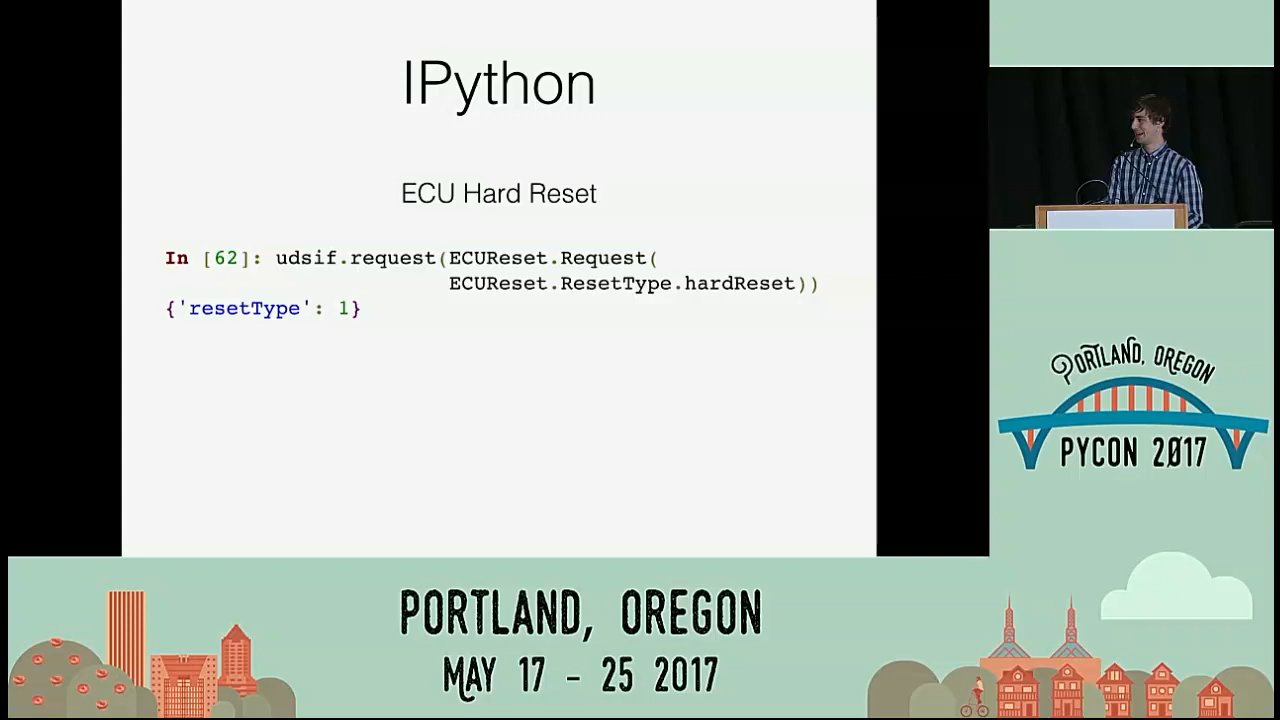 IPython
ECU Hard Reset
In [62]: udsif.request(ECUReset.Request(
ECUReset.ResetType.hardReset))
{'resetType': 1}
PORTLAND, OREGON
PYCON 2017
PORTLAND, OREGON
MAY 17 - 25 2017